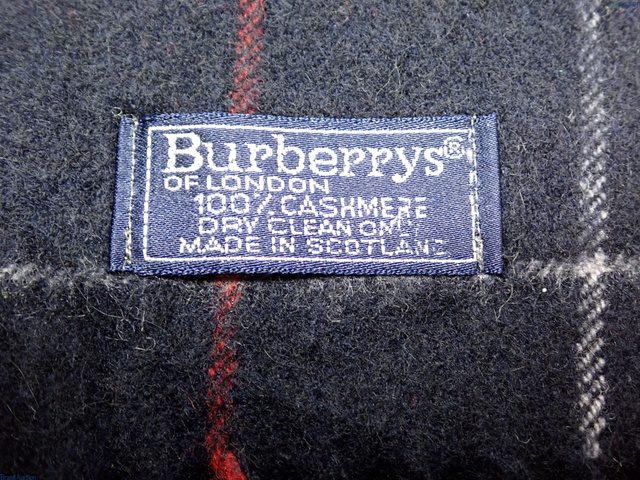 Burberrys®
OF LONDON
100% CASHMERE
DRY CLEAN ONLY
MADE IN SCOTLAND